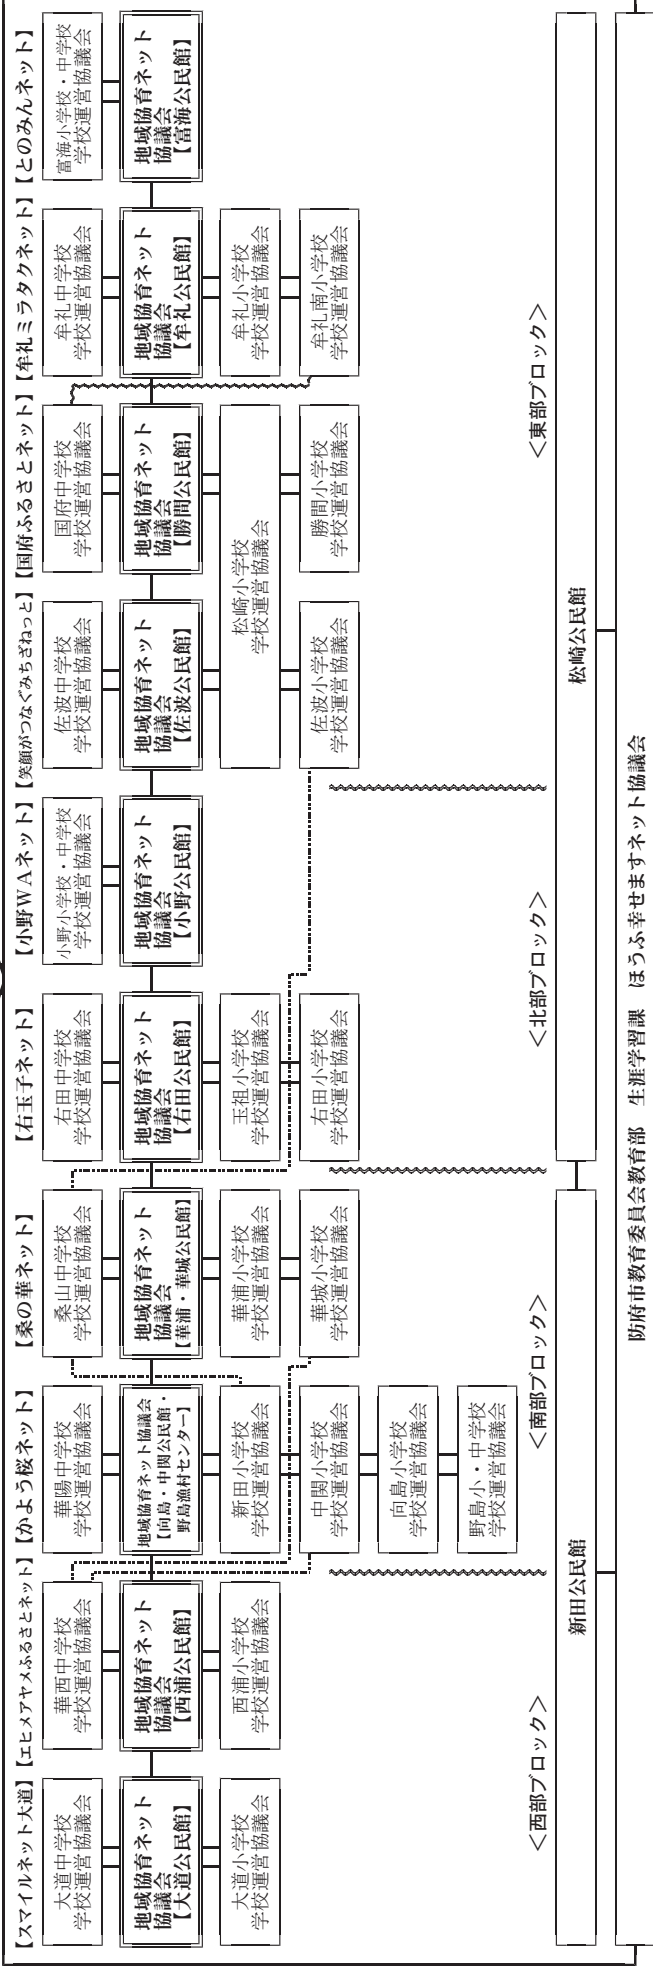 【スマイルネット大道】
大道中学校
学校運営協議会
地域協育ネット
協議会
【大道公民館】
大道小学校
学校運営協議会
【エヒメアヤメふるさとネット】
華西中学校
学校運営協議会
地域協育ネット
協議会
【西浦公民館】
西浦小学校
学校運営協議会
<西部ブロック>
【かよう桜ネット】
華陽中学校
学校運営協議会
地域協育ネット協議会
【向島・中関公民館・
野島漁村センター】
新田小学校
学校運営協議会
中関小学校
学校運営協議会
向島小学校
学校運営協議会
野島小・中学校
学校運営協議会
【桑の華ネット】
桑山中学校
学校運営協議会
地域協育ネット
協議会
【華浦・華城公民館】
華浦小学校
学校運営協議会
華城小学校
学校運営協議会
<南部ブロック>
新田公民館
【右玉子ネット】
右田中学校
学校運営協議会
地域協育ネット
協議会
【右田公民館】
玉祖小学校
学校運営協議会
右田小学校
学校運営協議会
【小野WAネット】
小野小学校・中学校
学校運営協議会
地域協育ネット
協議会
【小野公民館】
<北部ブロック>
【笑顔がつなぐみちざねっと】
佐波中学校
学校運営協議会
地域協育ネット
協議会
【佐波公民館】
松崎小学校
学校運営協議会
佐波小学校
学校運営協議会
【国府ふるさとネット】
国府中学校
学校運営協議会
地域協育ネット
協議会
【勝間公民館】
勝間小学校
学校運営協議会
【牟礼ミラタクネット】
牟礼中学校
学校運営協議会
地域協育ネット
協議会
【牟礼公民館】
牟礼小学校
学校運営協議会
牟礼南小学校
学校運営協議会
【とのみんネット】
富海小学校・中学校
学校運営協議会
地域協育ネット
協議会
【富海公民館】
<東部ブロック>
松崎公民館
防府市教育委員会教育部 生涯学習課 ほうふ幸せますネット協議会